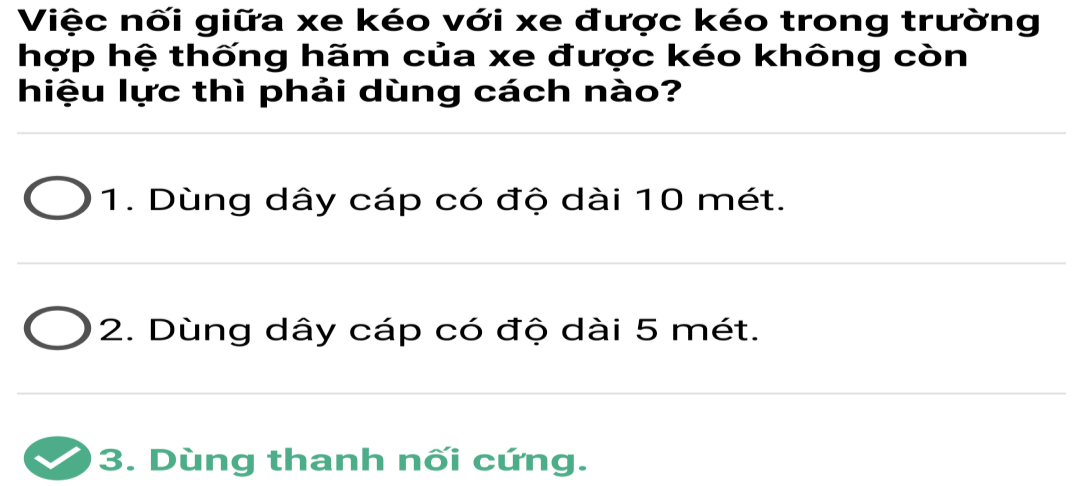 Việc nối giữa xe kéo với xe được kéo trong trường
hợp hệ thống hãm của xe được kéo không còn
hiệu lực thì phải dùng cách nào?
1. Dùng dây cáp có độ dài 10 mét.
2. Dùng dây cáp có độ dài 5 mét.
3. Dùng thanh nối cứng.